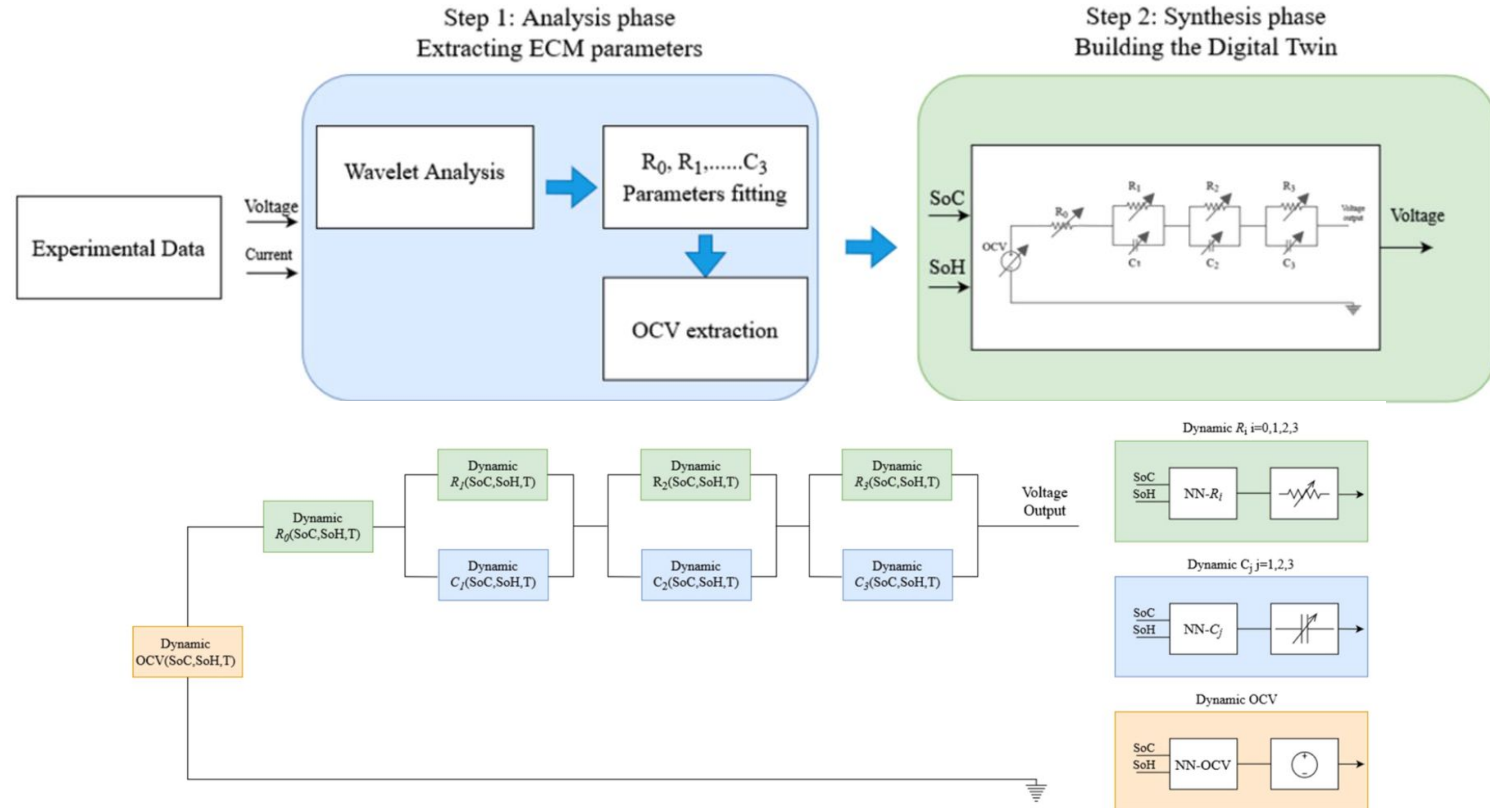 Step 1: Analysis phase
Extracting ECM parameters
Step 2: Synthesis phase
Building the Digital Twin
Experimental Data
Voltage
Current
Wavelet Analysis
R0, R1,......C3
Parameters fitting
OCV extraction
SoC
SoH
OCV
R0
R1
C1
R2
C2
R3
C3
Voltage
output
Voltage
Dynamic
OCV(SoC,SoH,T)
Dynamic
R0(SoC,SoH,T)
Dynamic
R1(SoC,SoH,T)
Dynamic
C1(SoC,SoH,T)
Dynamic
R2(SoC,SoH,T)
Dynamic
C2(SoC,SoH,T)
Dynamic
R3(SoC,SoH,T)
Dynamic
C3(SoC,SoH,T)
Voltage
Output
Dynamic Ri i=0,1,2,3
SoC
SoH
NN-Ri
Dynamic Cj j=1,2,3
SoC
SoH
NN-Cj
Dynamic OCV
SoC
SoH
NN-OCV